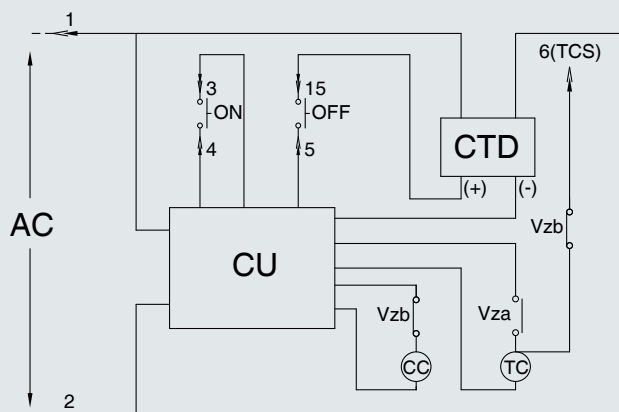 1
6(TCS)
3
15
ON
OFF
4
5
CTD
(+)
(-)
AC
CU
Vzb
Vzb
Vza
CC
TC
2